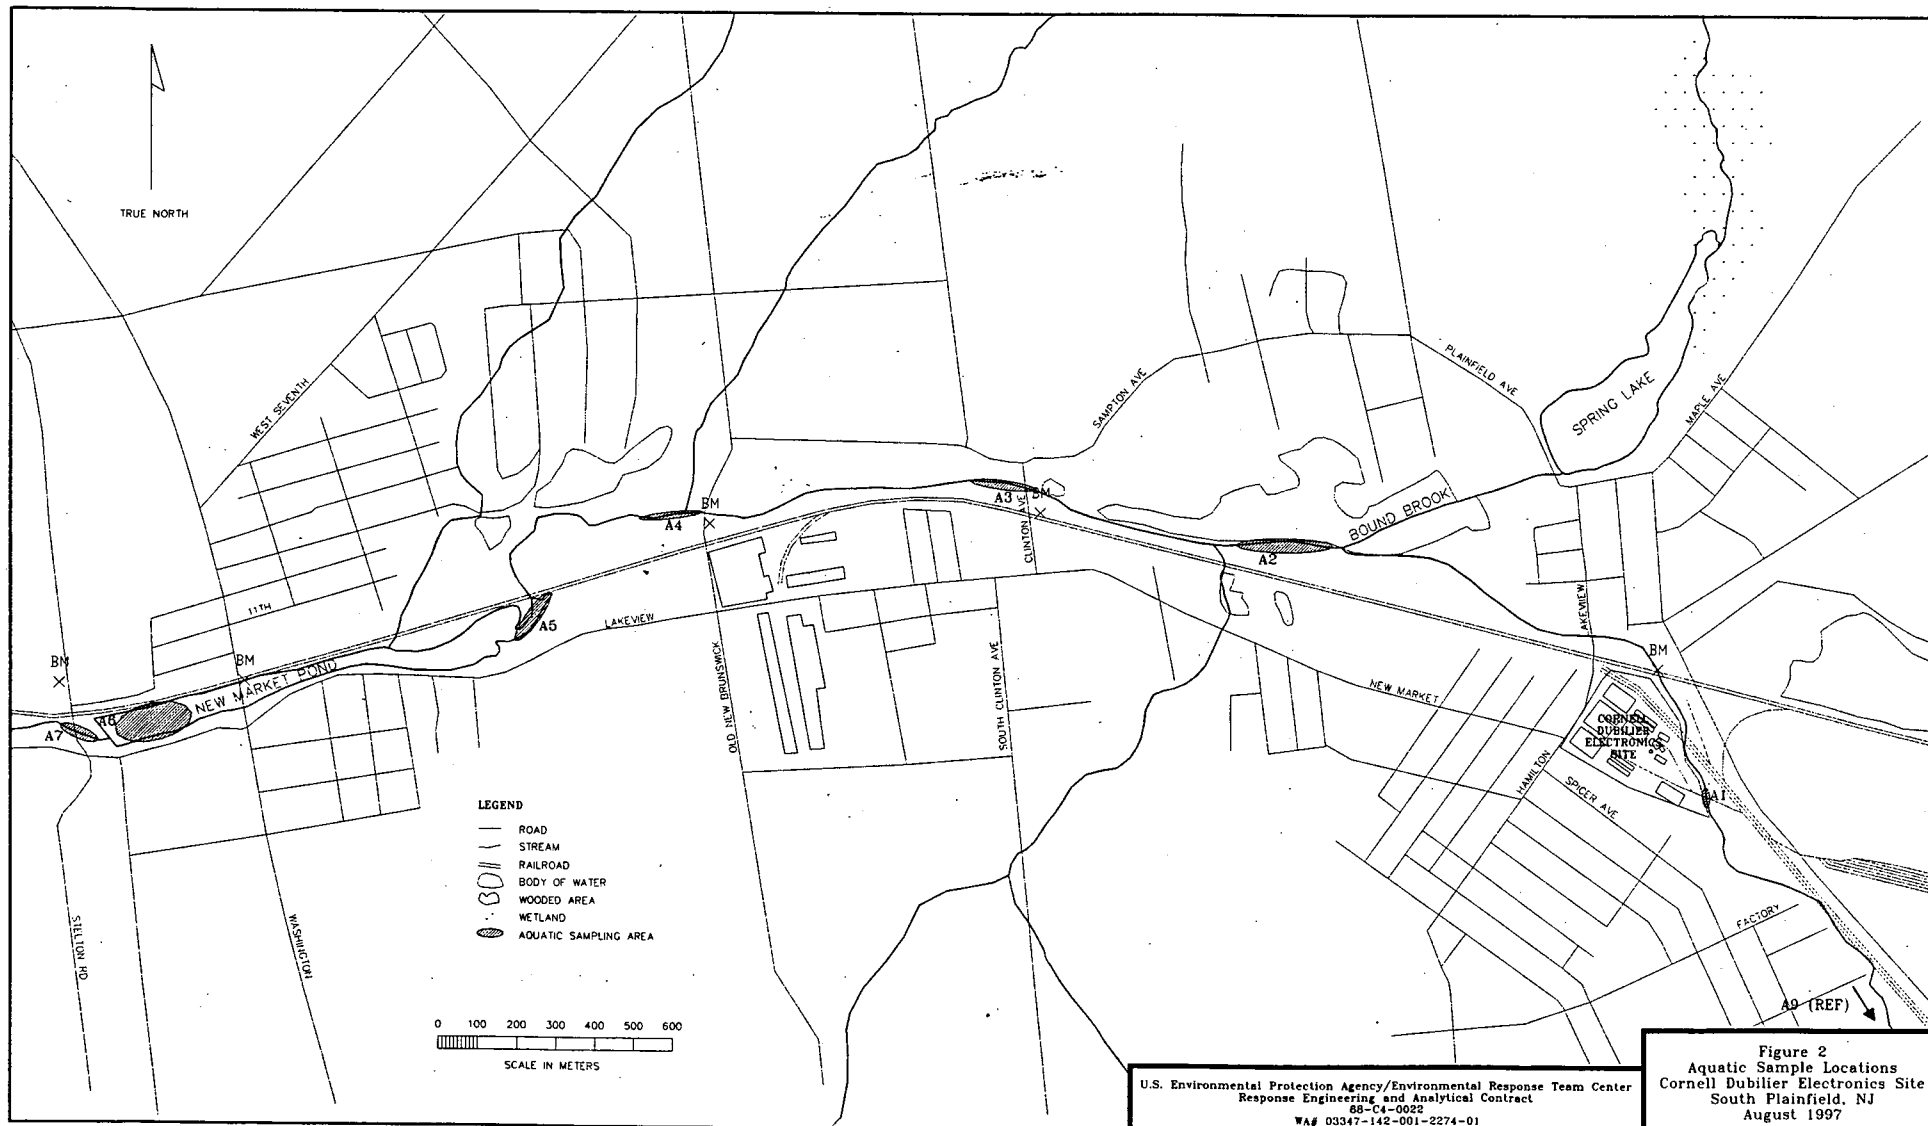 TRUE NORTH
WEST SEVENTH
SAMPTON AVE
PLAINFIELD AVE
SPRING LAKE
MAPLE AVE
BM
A3
BM
A4
CLINTON AVE
BOUND BROOK
A2
11TH
LAKEVIEW
A5
AKEVIEW
BM
BM
BM
NEW MARKET POND
OLD NEW BRUNSWICK
SOUTH CLINTON AVE
NEW MARKET
A7
CORNELL
DUBILIER
ELECTRONICS
SITE
HAMILTON
SPICER AVE
A1
LEGEND
ROAD
STREAM
RAILROAD
BODY OF WATER
WOODED AREA
WETLAND
AQUATIC SAMPLING AREA
STELTON RD
WASHINGTON
FACTORY
A9 (REF)
0 100 200 300 400 500 600
SCALE IN METERS
U.S. Environmental Protection Agency/Environmental Response Team Center
Response Engineering and Analytical Contract
68-C4-0022
WA# 03347-142-001-2274-01
Figure 2
Aquatic Sample Locations
Cornell Dubilier Electronics Site
South Plainfield, NJ
August 1997